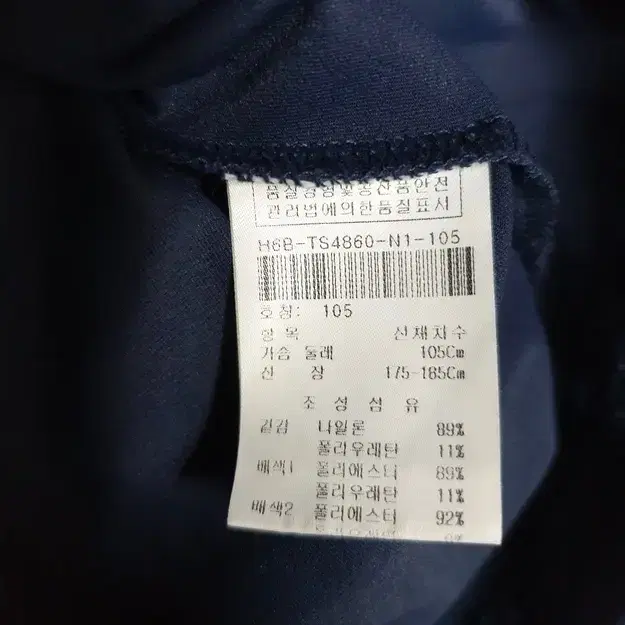 품질경영및공산품안전
관리법에의한품질표시
H6B-TS4860-N1-105
호칭: 105
항 목 신체치수
가슴 둘레 105Cm
신 장 175-185Cm
조 성 섬 유
겉감 나일론 89%
폴리우레탄 11%
배색1 폴리에스터 89%
폴리우레탄 11%
배색2 폴리에스터 92%